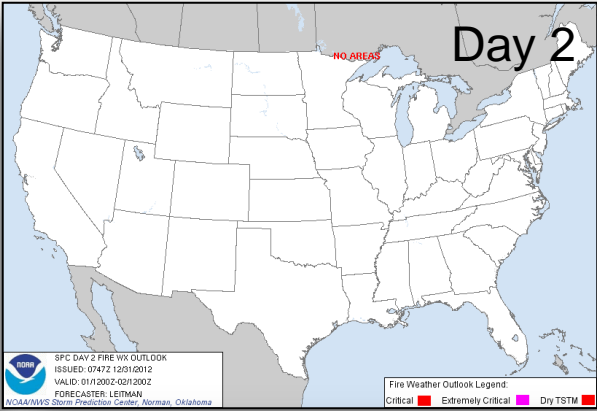 Day 2
NO AREAS
NOAA
SPC DAY 2 FIRE WX OUTLOOK
ISSUED: 0747Z 12/31/2012
VALID: 01/1200Z-02/1200Z
FORECASTER: LEITMAN
NOAA/NWS Storm Prediction Center, Norman, Oklahoma
Fire Weather Outlook Legend:
Critical Extremely Critical Dry TSTM